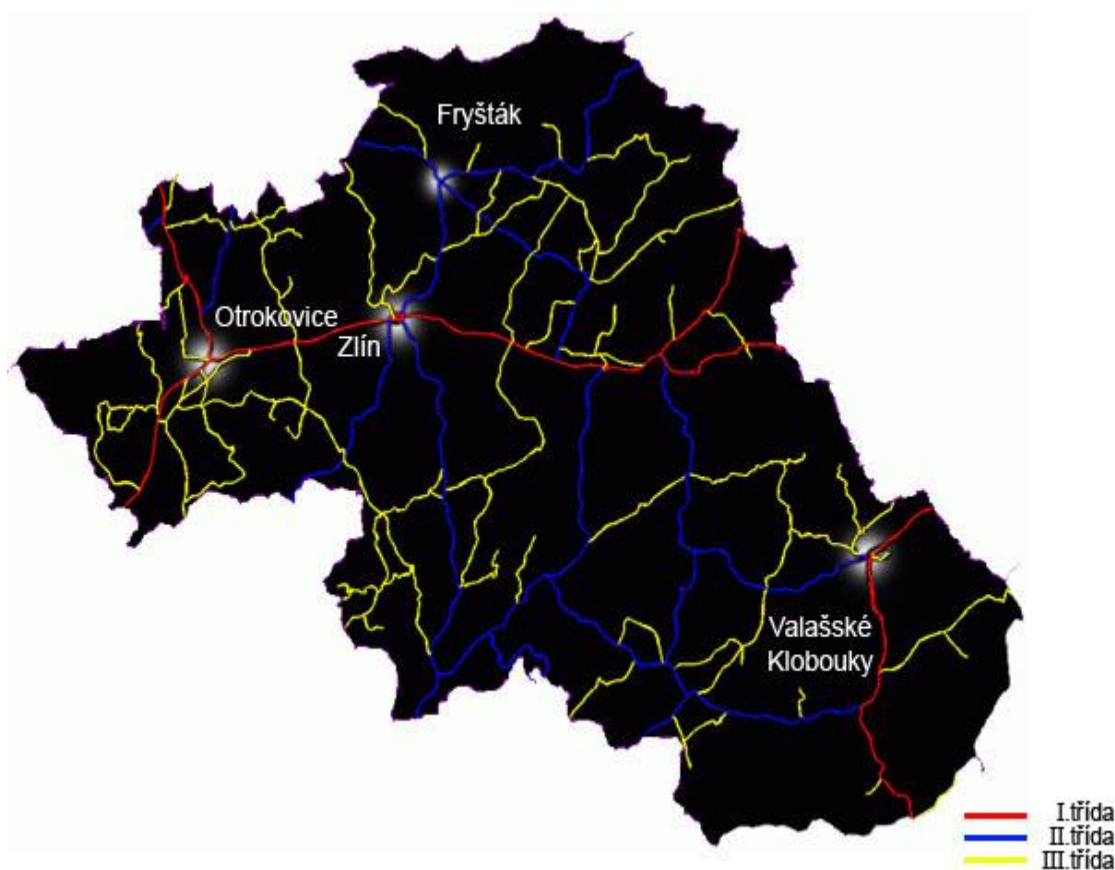 Fryšták
Otrokovice
Zlín
Valašské
Klobouky
I.třída
II.třída
III.třída